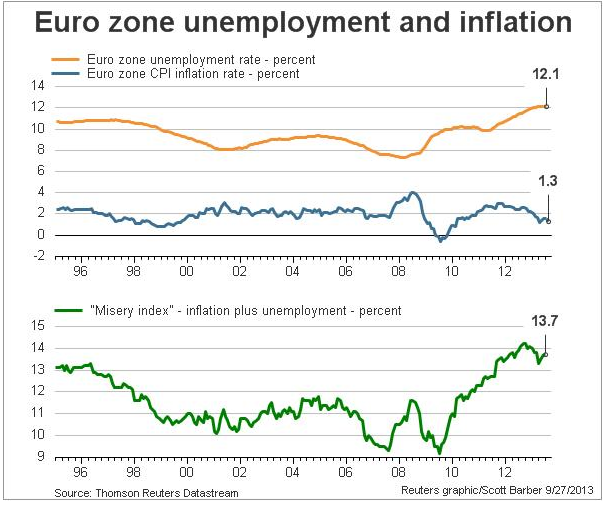 Euro zone unemployment and inflation
Euro zone unemployment rate - percent
Euro zone CPI inflation rate - percent
12.1
14
12
10
8
6
1.3
4
2
0
-2
96 98 00 02 04 06 08 10 12
"Misery index" - inflation plus unemployment - percent
13.7
15
14
13
12
11
10
9
96 98 00 02 04 06 08 10 12
Source: Thomson Reuters Datastream
Reuters graphic/Scott Barber 9/27/2013